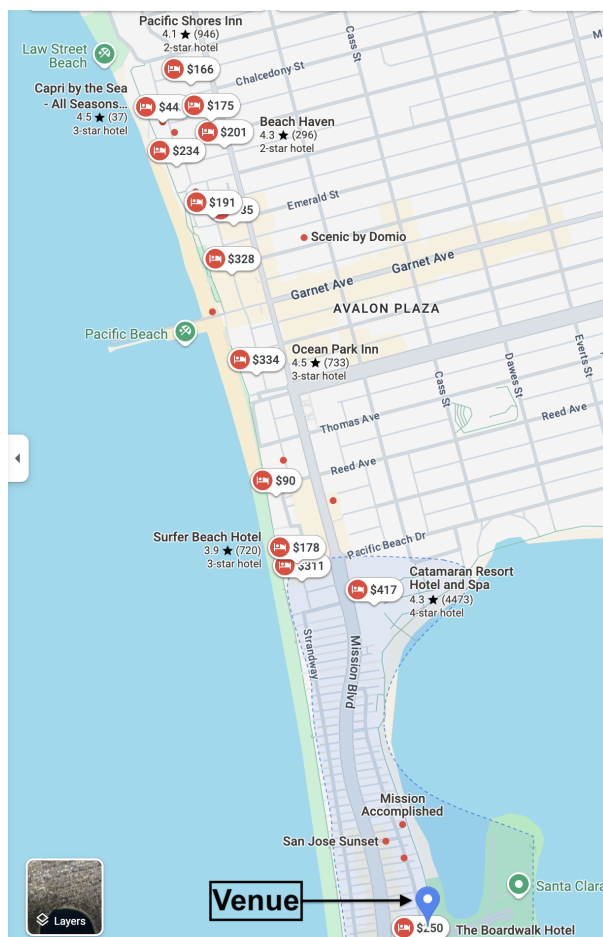 Pacific Shores Inn
4.1 ★ (946)
2-star hotel
Cass St
Law Street
Beach
$166
Chalcedony St
Capri by the Sea
- All Seasons...
4.5 ★ (37)
3-star hotel
$44
$175
$201
Beach Haven
4.3 ★ (296)
2-star hotel
$234
Emerald St
$191
35
Scenic by Domio
$328
Garnet Ave
Garnet Ave
AVALON PLAZA
Pacific Beach
$334
Ocean Park Inn
4.5 ★ (733)
3-star hotel
Cass St
Dawes St
Everts St
Thomas Ave
Reed Ave
Reed Ave
$90
Surfer Beach Hotel
3.9 ★ (720)
3-star hotel
$178
$311
Pacific Beach Dr
$417
Catamaran Resort
Hotel and Spa
4.3 ★ (4473)
4-star hotel
Strandway
Mission Blvd
Mission
Accomplished
San Jose Sunset
Layers
Venue
Santa Clara
$250
The Boardwalk Hotel